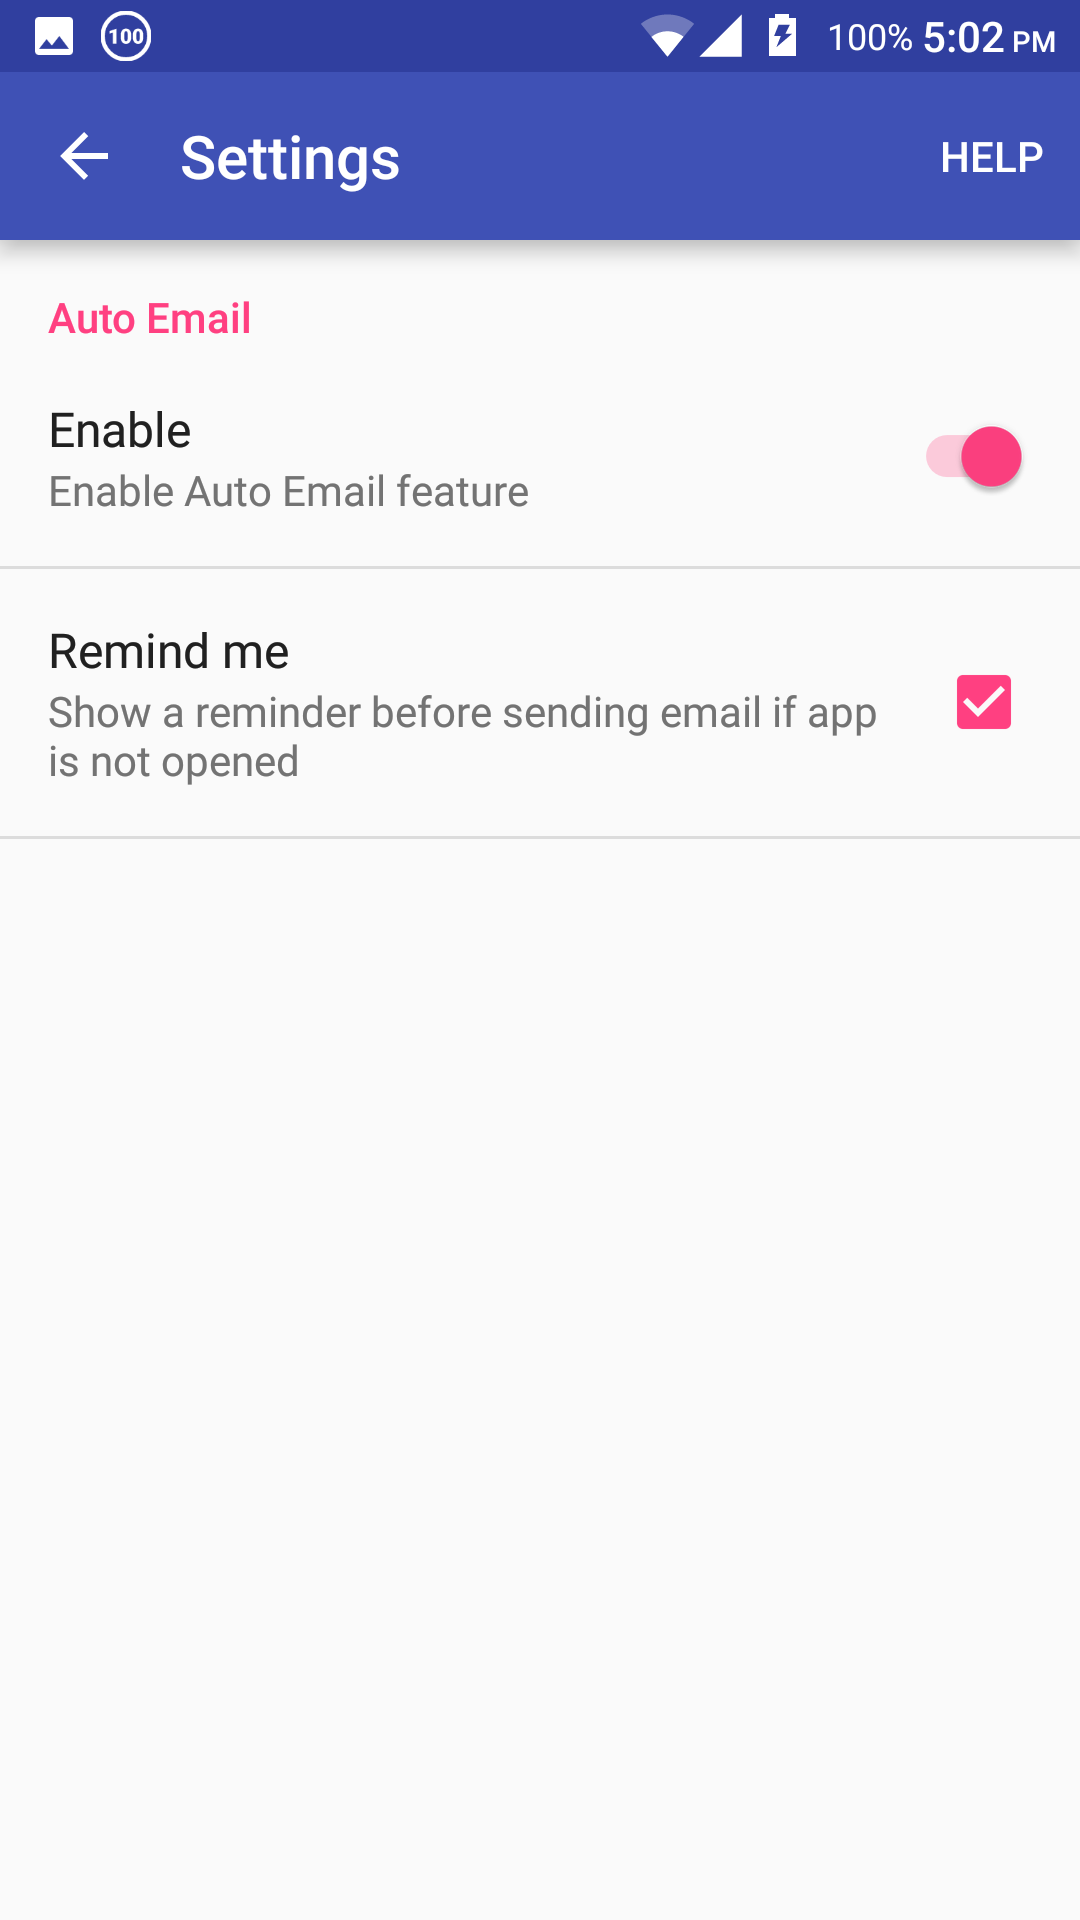 100 100% 5:02 PM
Settings HELP
Auto Email
Enable
Enable Auto Email feature
Remind me
Show a reminder before sending email if app
is not opened